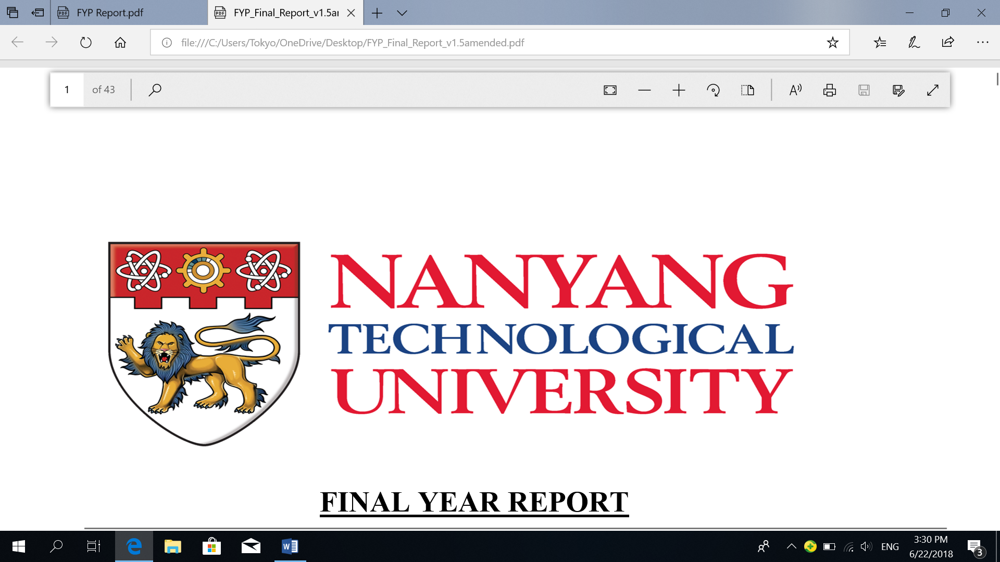 FYP Report.pdf
FYP_Final_Report_v1.5ar
file:///C:/Users/Tokyo/OneDrive/Desktop/FYP_Final_Report_v1.5amended.pdf
1 of 43
NANYANG
TECHNOLOGICAL
UNIVERSITY
FINAL YEAR REPORT
ENG
3:30 PM
6/22/2018
3